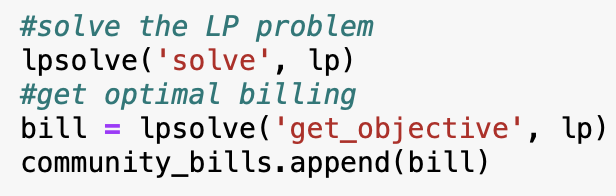 #solve the LP problem
lpsolve('solve', lp)
#get optimal billing
bill = lpsolve('get_objective', lp)
community_bills.append(bill)